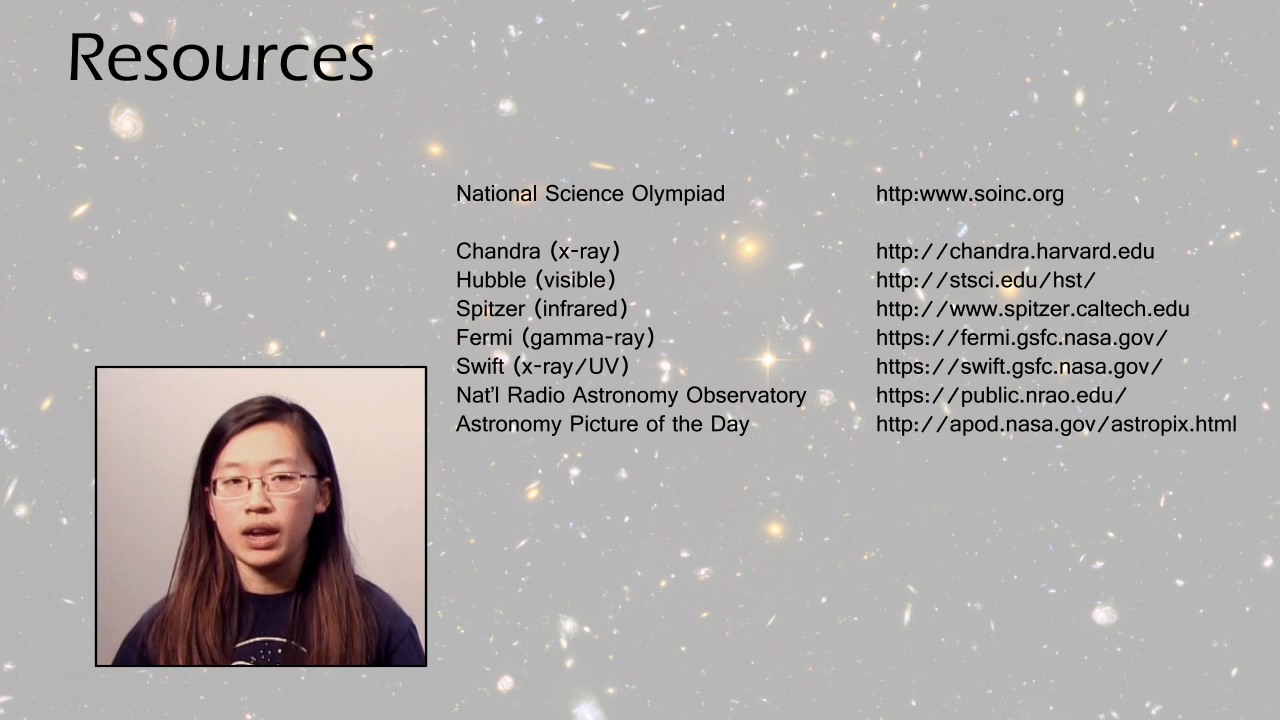 Resources
National Science Olympiad http:www.soinc.org
Chandra (x-ray) http://chandra.harvard.edu
Hubble (visible) http://stsci.edu/hst/
Spitzer (infrared) http://www.spitzer.caltech.edu
Fermi (gamma-ray) https://fermi.gsfc.nasa.gov/
Swift (x-ray/UV) https://swift.gsfc.nasa.gov/
Nat'l Radio Astronomy Observatory https://public.nrao.edu/
Astronomy Picture of the Day http://apod.nasa.gov/astropix.html